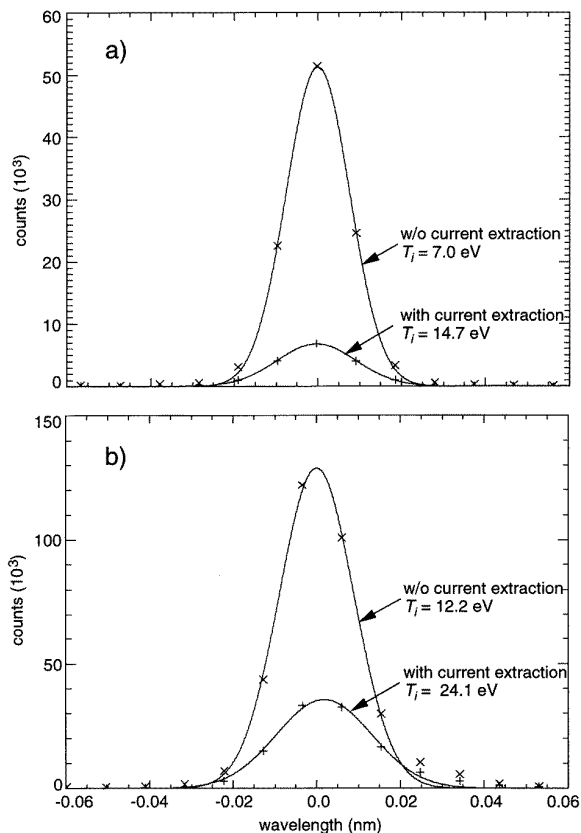 60
a)
50
40
30
20
10
0
counts (10³)
w/o current extraction
Tᵢ = 7.0 eV
with current extraction
Tᵢ = 14.7 eV
150
b)
100
50
0
counts (10³)
w/o current extraction
Tᵢ = 12.2 eV
with current extraction
Tᵢ = 24.1 eV
-0.06 -0.04 -0.02 0.0 0.02 0.04 0.06
wavelength (nm)